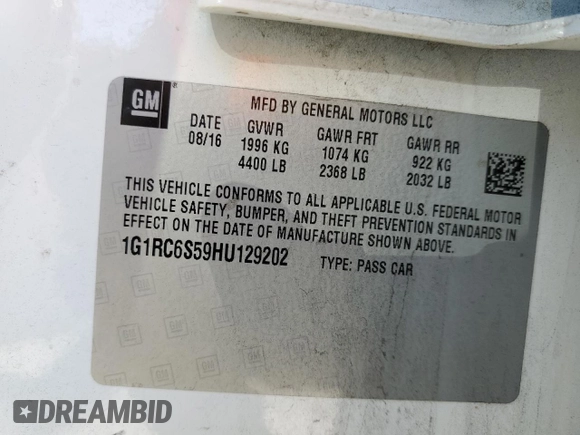 GM
MFD BY GENERAL MOTORS LLC
DATE GVWR GAWR FRT GAWR RR
08/16 1996 KG 1074 KG 922 KG
4400 LB 2368 LB 2032 LB
THIS VEHICLE CONFORMS TO ALL APPLICABLE U.S. FEDERAL MOTOR
VEHICLE SAFETY, BUMPER, AND THEFT PREVENTION STANDARDS IN
EFFECT ON THE DATE OF MANUFACTURE SHOWN ABOVE.
1G1RC6S59HU129202 TYPE: PASS CAR
DREAMBID